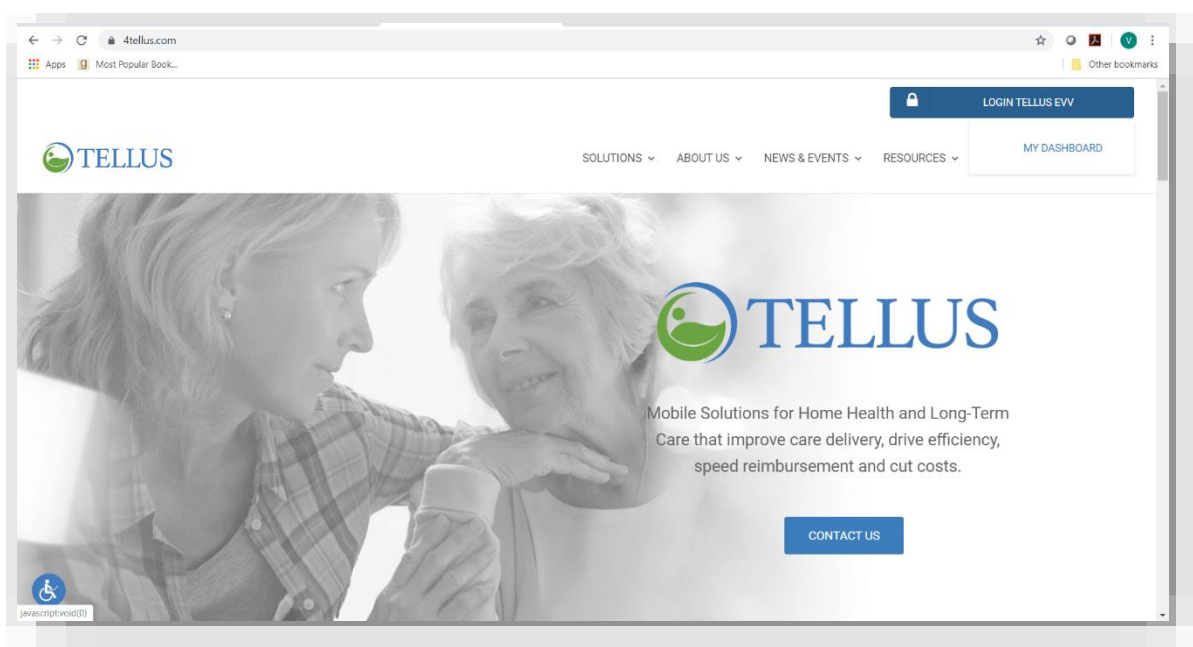 4tellus.com
V
Apps g Most Popular Book...
Other bookmarks
LOGIN TELLUS EVV
MY DASHBOARD
TELLUS
SOLUTIONS
ABOUT US
NEWS & EVENTS
RESOURCES
TELLUS
Mobile Solutions for Home Health and Long-Term
Care that improve care delivery, drive efficiency,
speed reimbursement and cut costs.
CONTACT US
javascript:void(0)